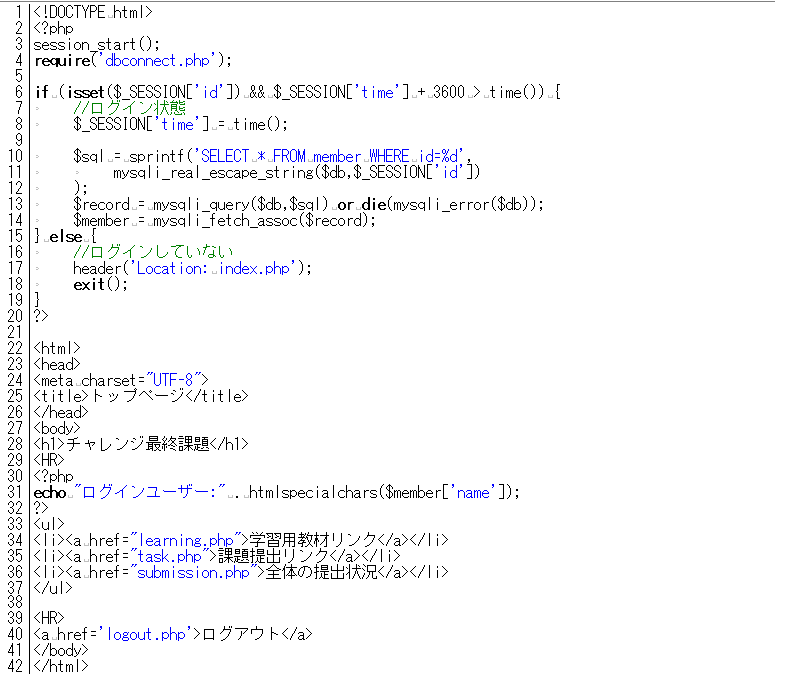 1 <!DOCTYPE html>
2 <?php
3 session_start();
4 require('dbconnect.php');
5
6 if (isset($_SESSION['id']) && $_SESSION['time'] + 3600 > time()) {
7     //ログイン状態
8     $_SESSION['time'] = time();
9
10     $sql = sprintf('SELECT * FROM member WHERE id=%d',
11         mysqli_real_escape_string($db,$_SESSION['id'])
12     );
13     $record = mysqli_query($db,$sql) or die(mysqli_error($db));
14     $member = mysqli_fetch_assoc($record);
15 } else {
16     //ログインしていない
17     header('Location: index.php');
18     exit();
19 }
20 ?>
21
22 <html>
23 <head>
24 <meta charset="UTF-8">
25 <title>トップページ</title>
26 </head>
27 <body>
28 <h1>チャレンジ最終課題</h1>
29 <HR>
30 <?php
31 echo "ログインユーザー:" . htmlspecialchars($member['name']);
32 ?>
33 <ul>
34 <li><a href="learning.php">学習用教材リンク</a></li>
35 <li><a href="task.php">課題提出リンク</a></li>
36 <li><a href="submission.php">全体の提出状況</a></li>
37 </ul>
38
39 <HR>
40 <a href='logout.php'>ログアウト</a>
41 </body>
42 </html>